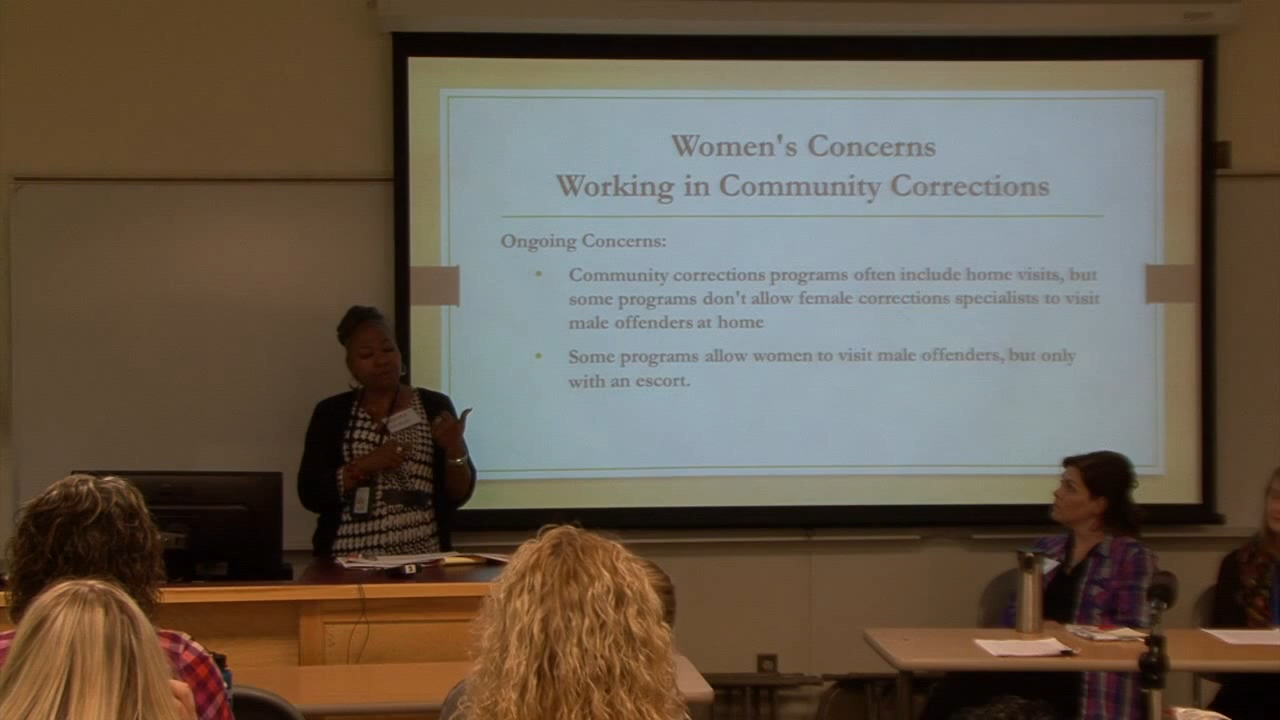 Women's Concerns
Working in Community Corrections
Ongoing Concerns:
• Community corrections programs often include home visits, but
some programs don't allow female corrections specialists to visit
male offenders at home
• Some programs allow women to visit male offenders, but only
with an escort.